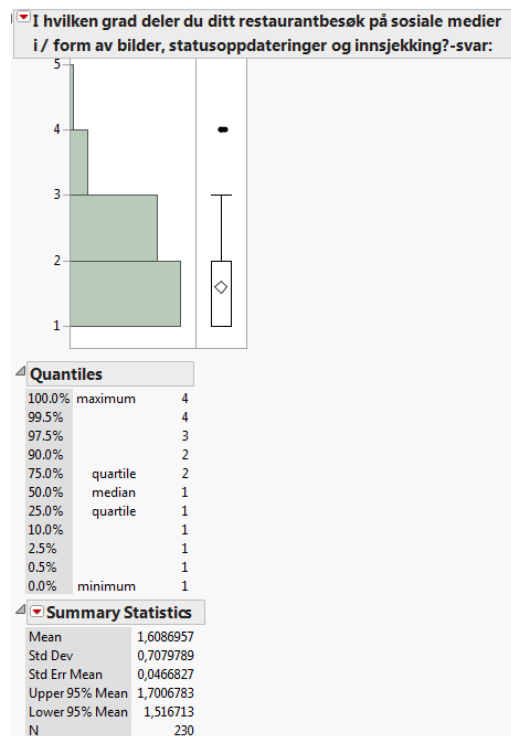 I hvilken grad deler du ditt restaurantbesøk på sosiale medier
i/ form av bilder, statusoppdateringer og innsjekking?-svar:
5
4
3
2
1
Quantiles
100.0% maximum 4
99.5% 4
97.5% 3
90.0% 2
75.0% quartile 2
50.0% median 1
25.0% quartile 1
10.0% 1
2.5% 1
0.5% 1
0.0% minimum 1
Summary Statistics
Mean 1,6086957
Std Dev 0,7079789
Std Err Mean 0,0466827
Upper 95% Mean 1,7006783
Lower 95% Mean 1,516713
N 230